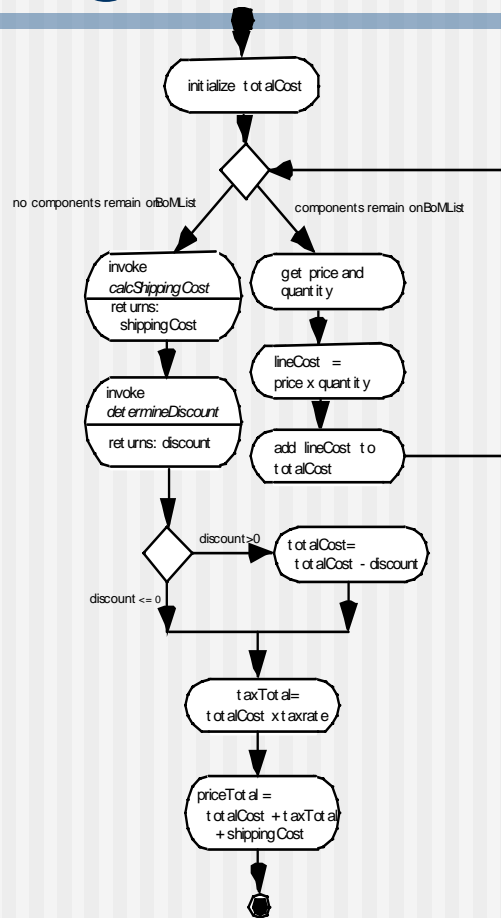 initialize totalCost
no components remain onBoMList
components remain onBoMList
invoke
calcShippingCost
returns:
shippingCost
get price and
quantity
lineCost =
price x quantity
invoke
determineDiscount
returns: discount
add lineCost to
totalCost
discount>0
totalCost=
totalCost - discount
discount <= 0
taxTotal=
totalCost x taxrate
priceTotal =
totalCost + taxTotal
+ shippingCost